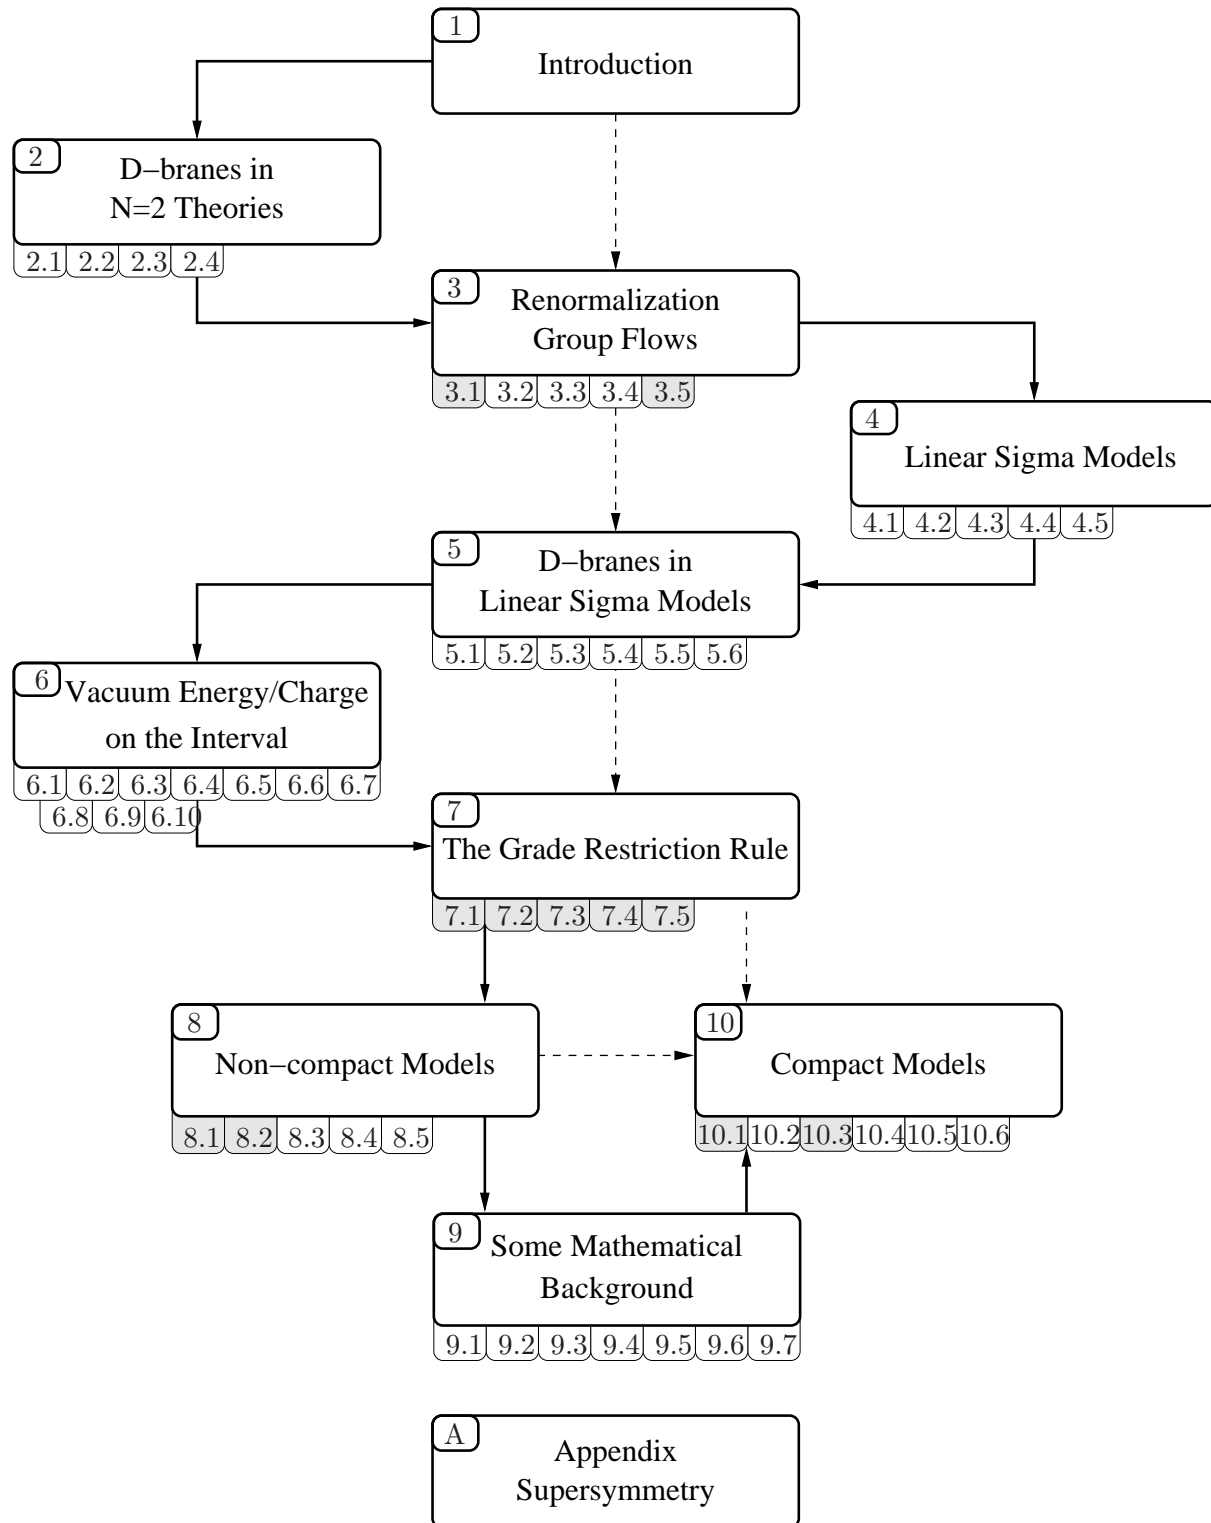 1
Introduction
2
D−branes in
N=2 Theories
2.1 2.2 2.3 2.4
3
Renormalization
Group Flows
3.1 3.2 3.3 3.4 3.5
4
Linear Sigma Models
4.1 4.2 4.3 4.4 4.5
5
D−branes in
Linear Sigma Models
5.1 5.2 5.3 5.4 5.5 5.6
6
Vacuum Energy/Charge
on the Interval
6.1 6.2 6.3 6.4 6.5 6.6 6.7
6.8 6.9 6.10
7
The Grade Restriction Rule
7.1 7.2 7.3 7.4 7.5
8
Non−compact Models
8.1 8.2 8.3 8.4 8.5
10
Compact Models
10.1 10.2 10.3 10.4 10.5 10.6
9
Some Mathematical
Background
9.1 9.2 9.3 9.4 9.5 9.6 9.7
A
Appendix
Supersymmetry